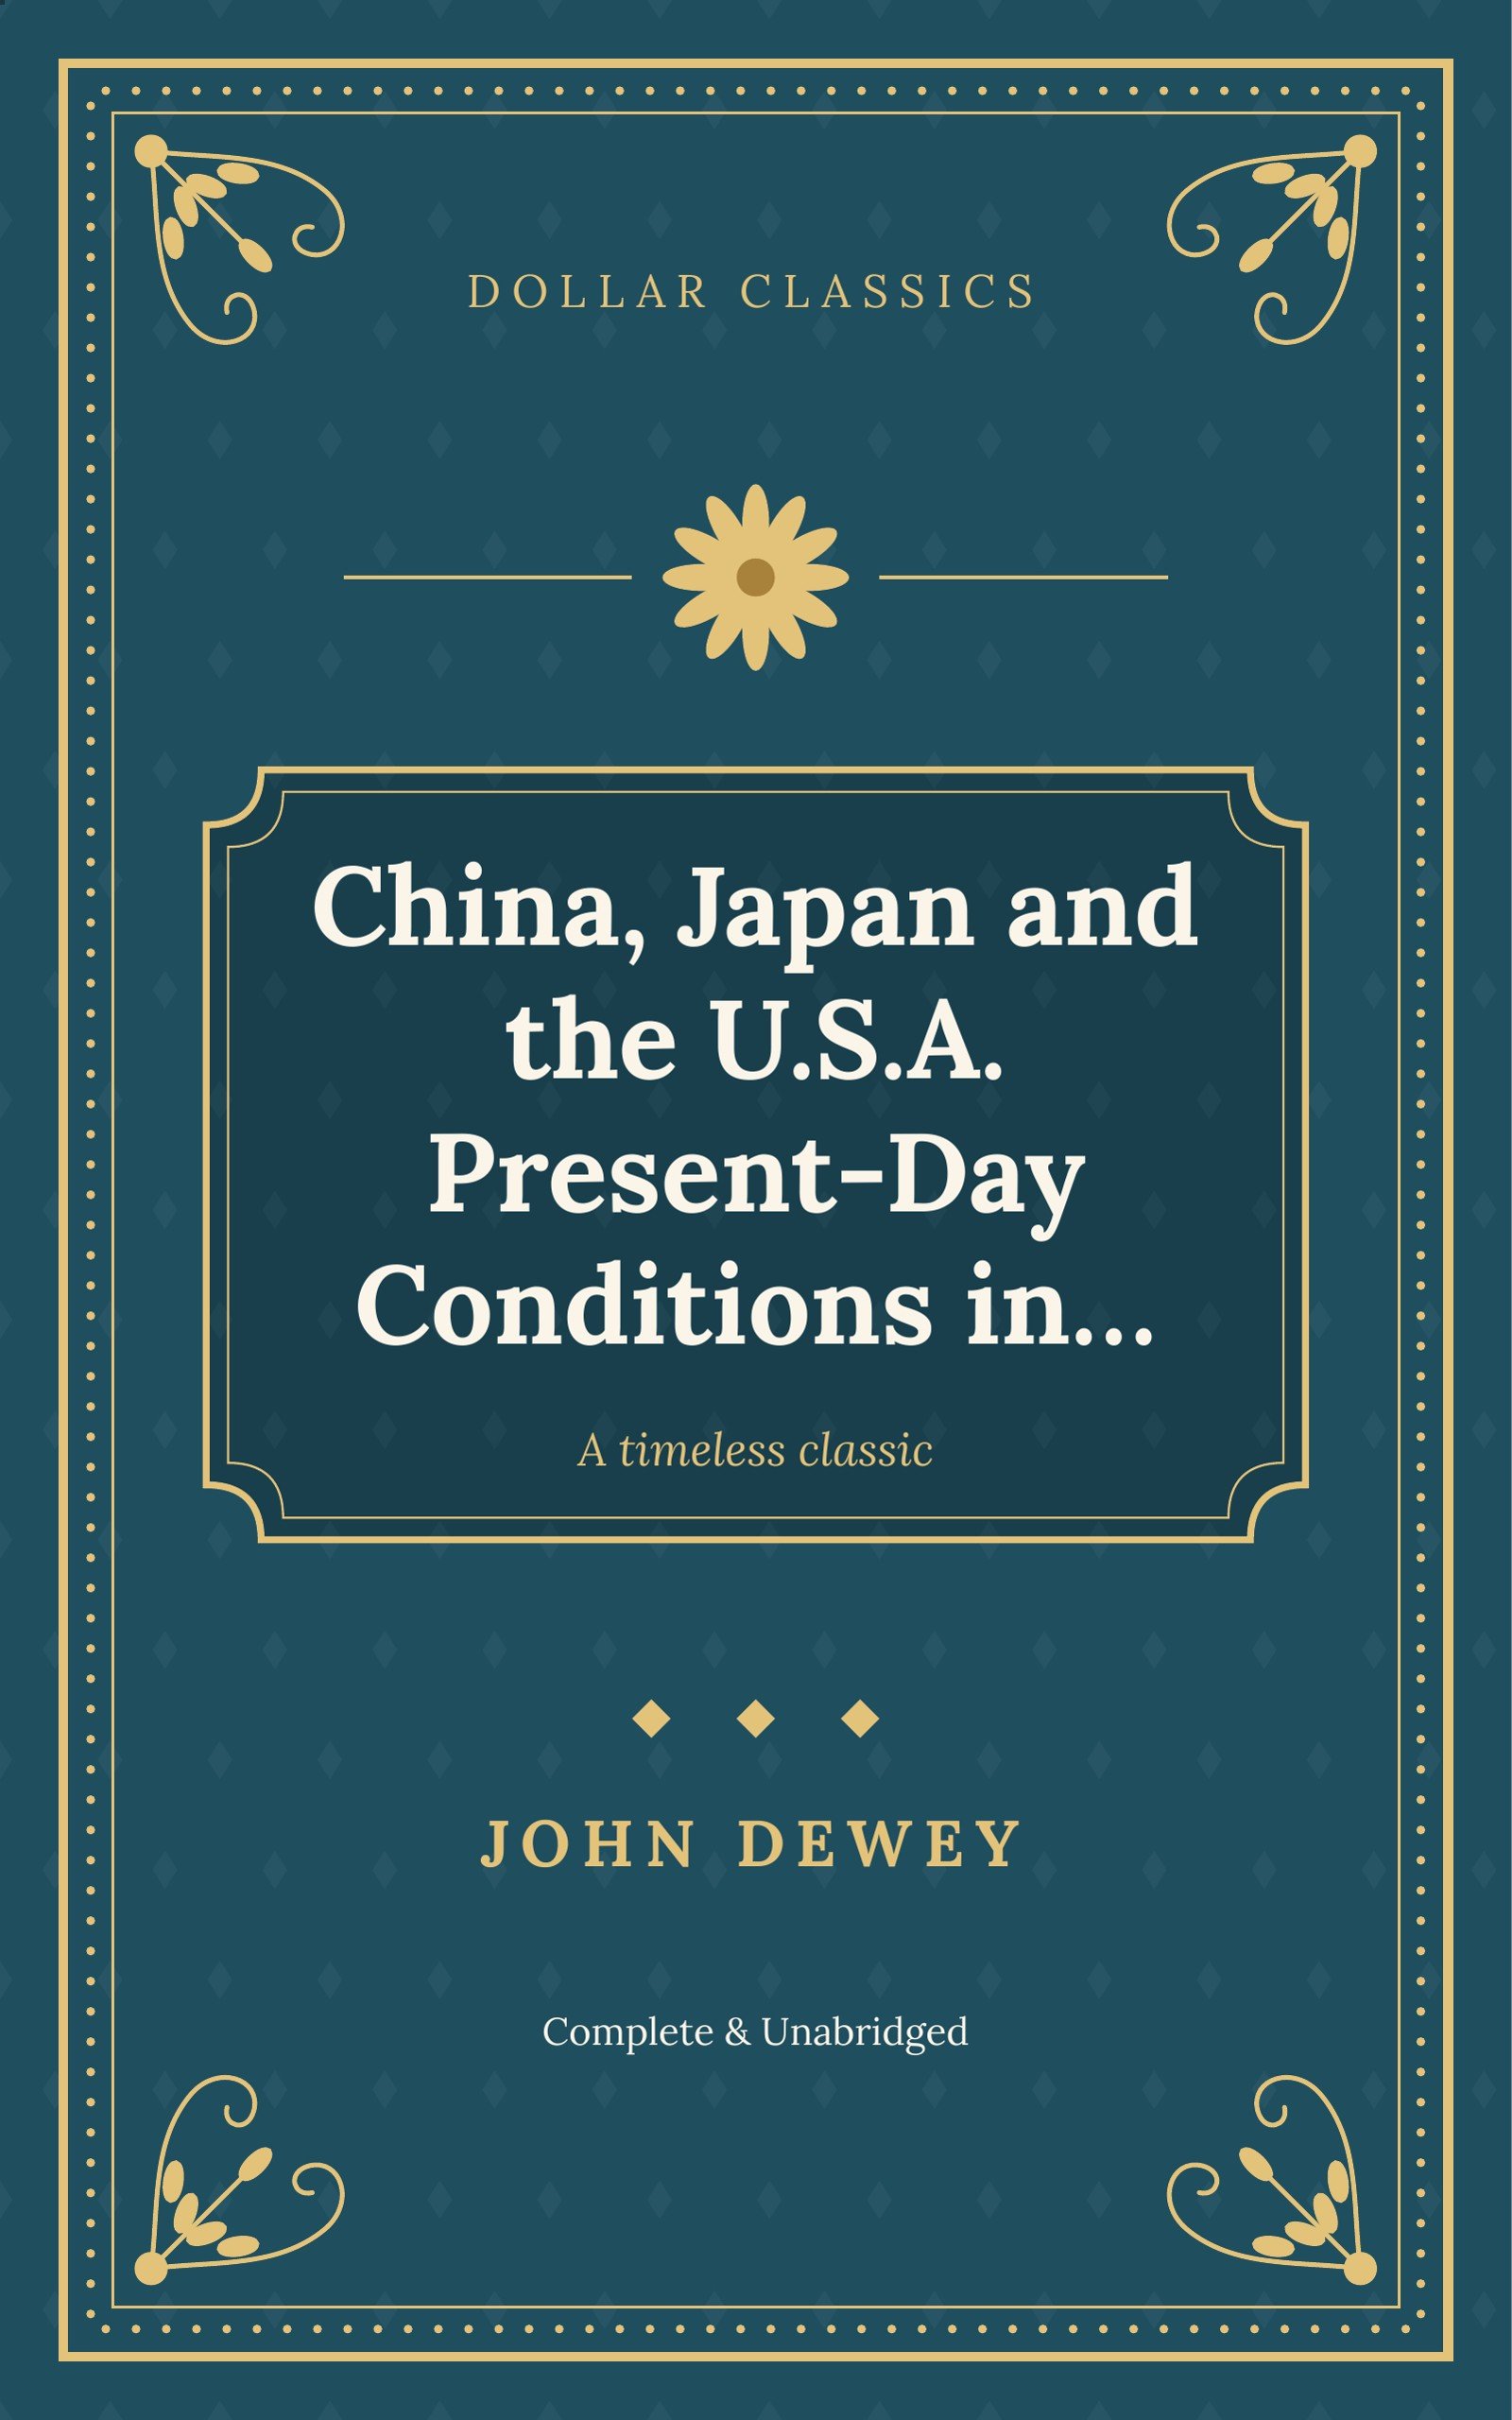 DOLLAR CLASSICS
China, Japan and
the U.S.A.
Present-Day
Conditions in...
A timeless classic
JOHN DEWEY
Complete & Unabridged